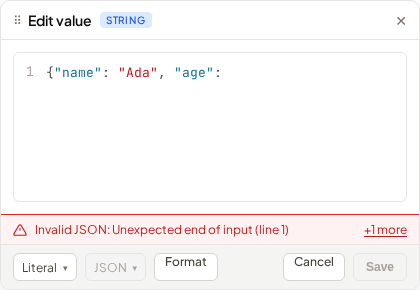 Edit value STRING ×
1 {"name": "Ada", "age":
Invalid JSON: Unexpected end of input (line 1) +1 more
Literal JSON Format Cancel Save